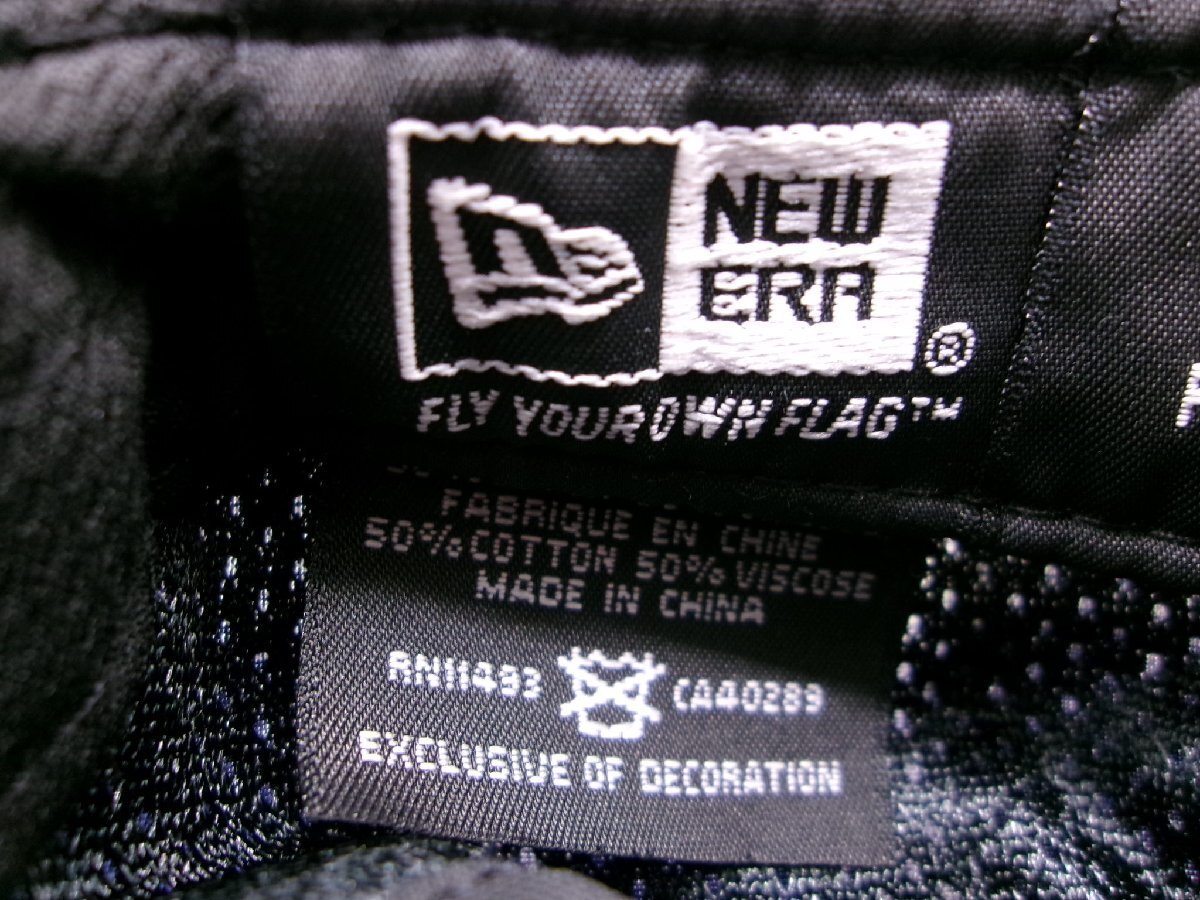 NEW
ERA
®
FLY YOUR OWN FLAG™
FABRIQUE EN CHINE
50% COTTON 50% VISCOSE
MADE IN CHINA
RN11493 CA40289
EXCLUSIVE OF DECORATION